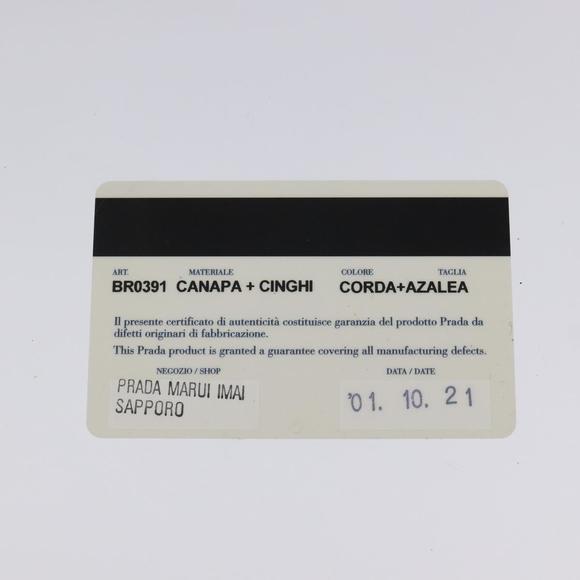 ART. MATERIALE COLORE TAGLIA
BR0391 CANAPA + CINGHI CORDA+AZALEA
Il presente certificato di autenticità costituisce garanzia del prodotto Prada da
difetti originari di fabbricazione.
This Prada product is granted a guarantee covering all manufacturing defects.
NEGOZIO / SHOP DATA / DATE
PRADA MARUI IMAI
SAPPORO
'01. 10. 21